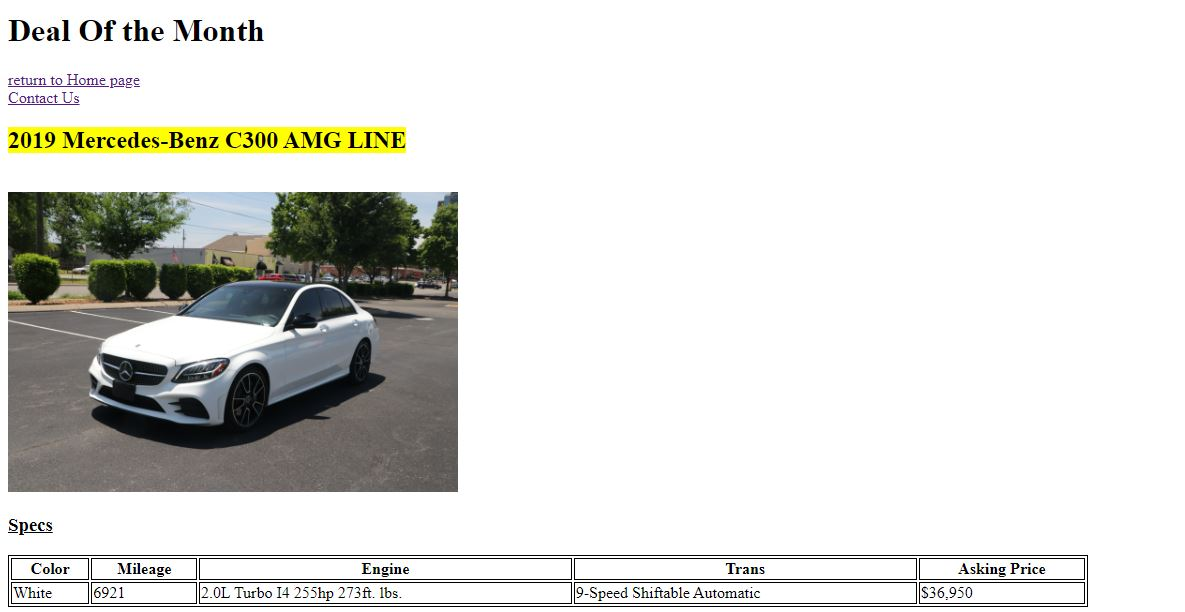 Deal Of the Month
return to Home page
Contact Us
2019 Mercedes-Benz C300 AMG LINE
Specs
Color Mileage Engine Trans Asking Price
White 6921 2.0L Turbo I4 255hp 273ft. lbs. 9-Speed Shiftable Automatic $36,950